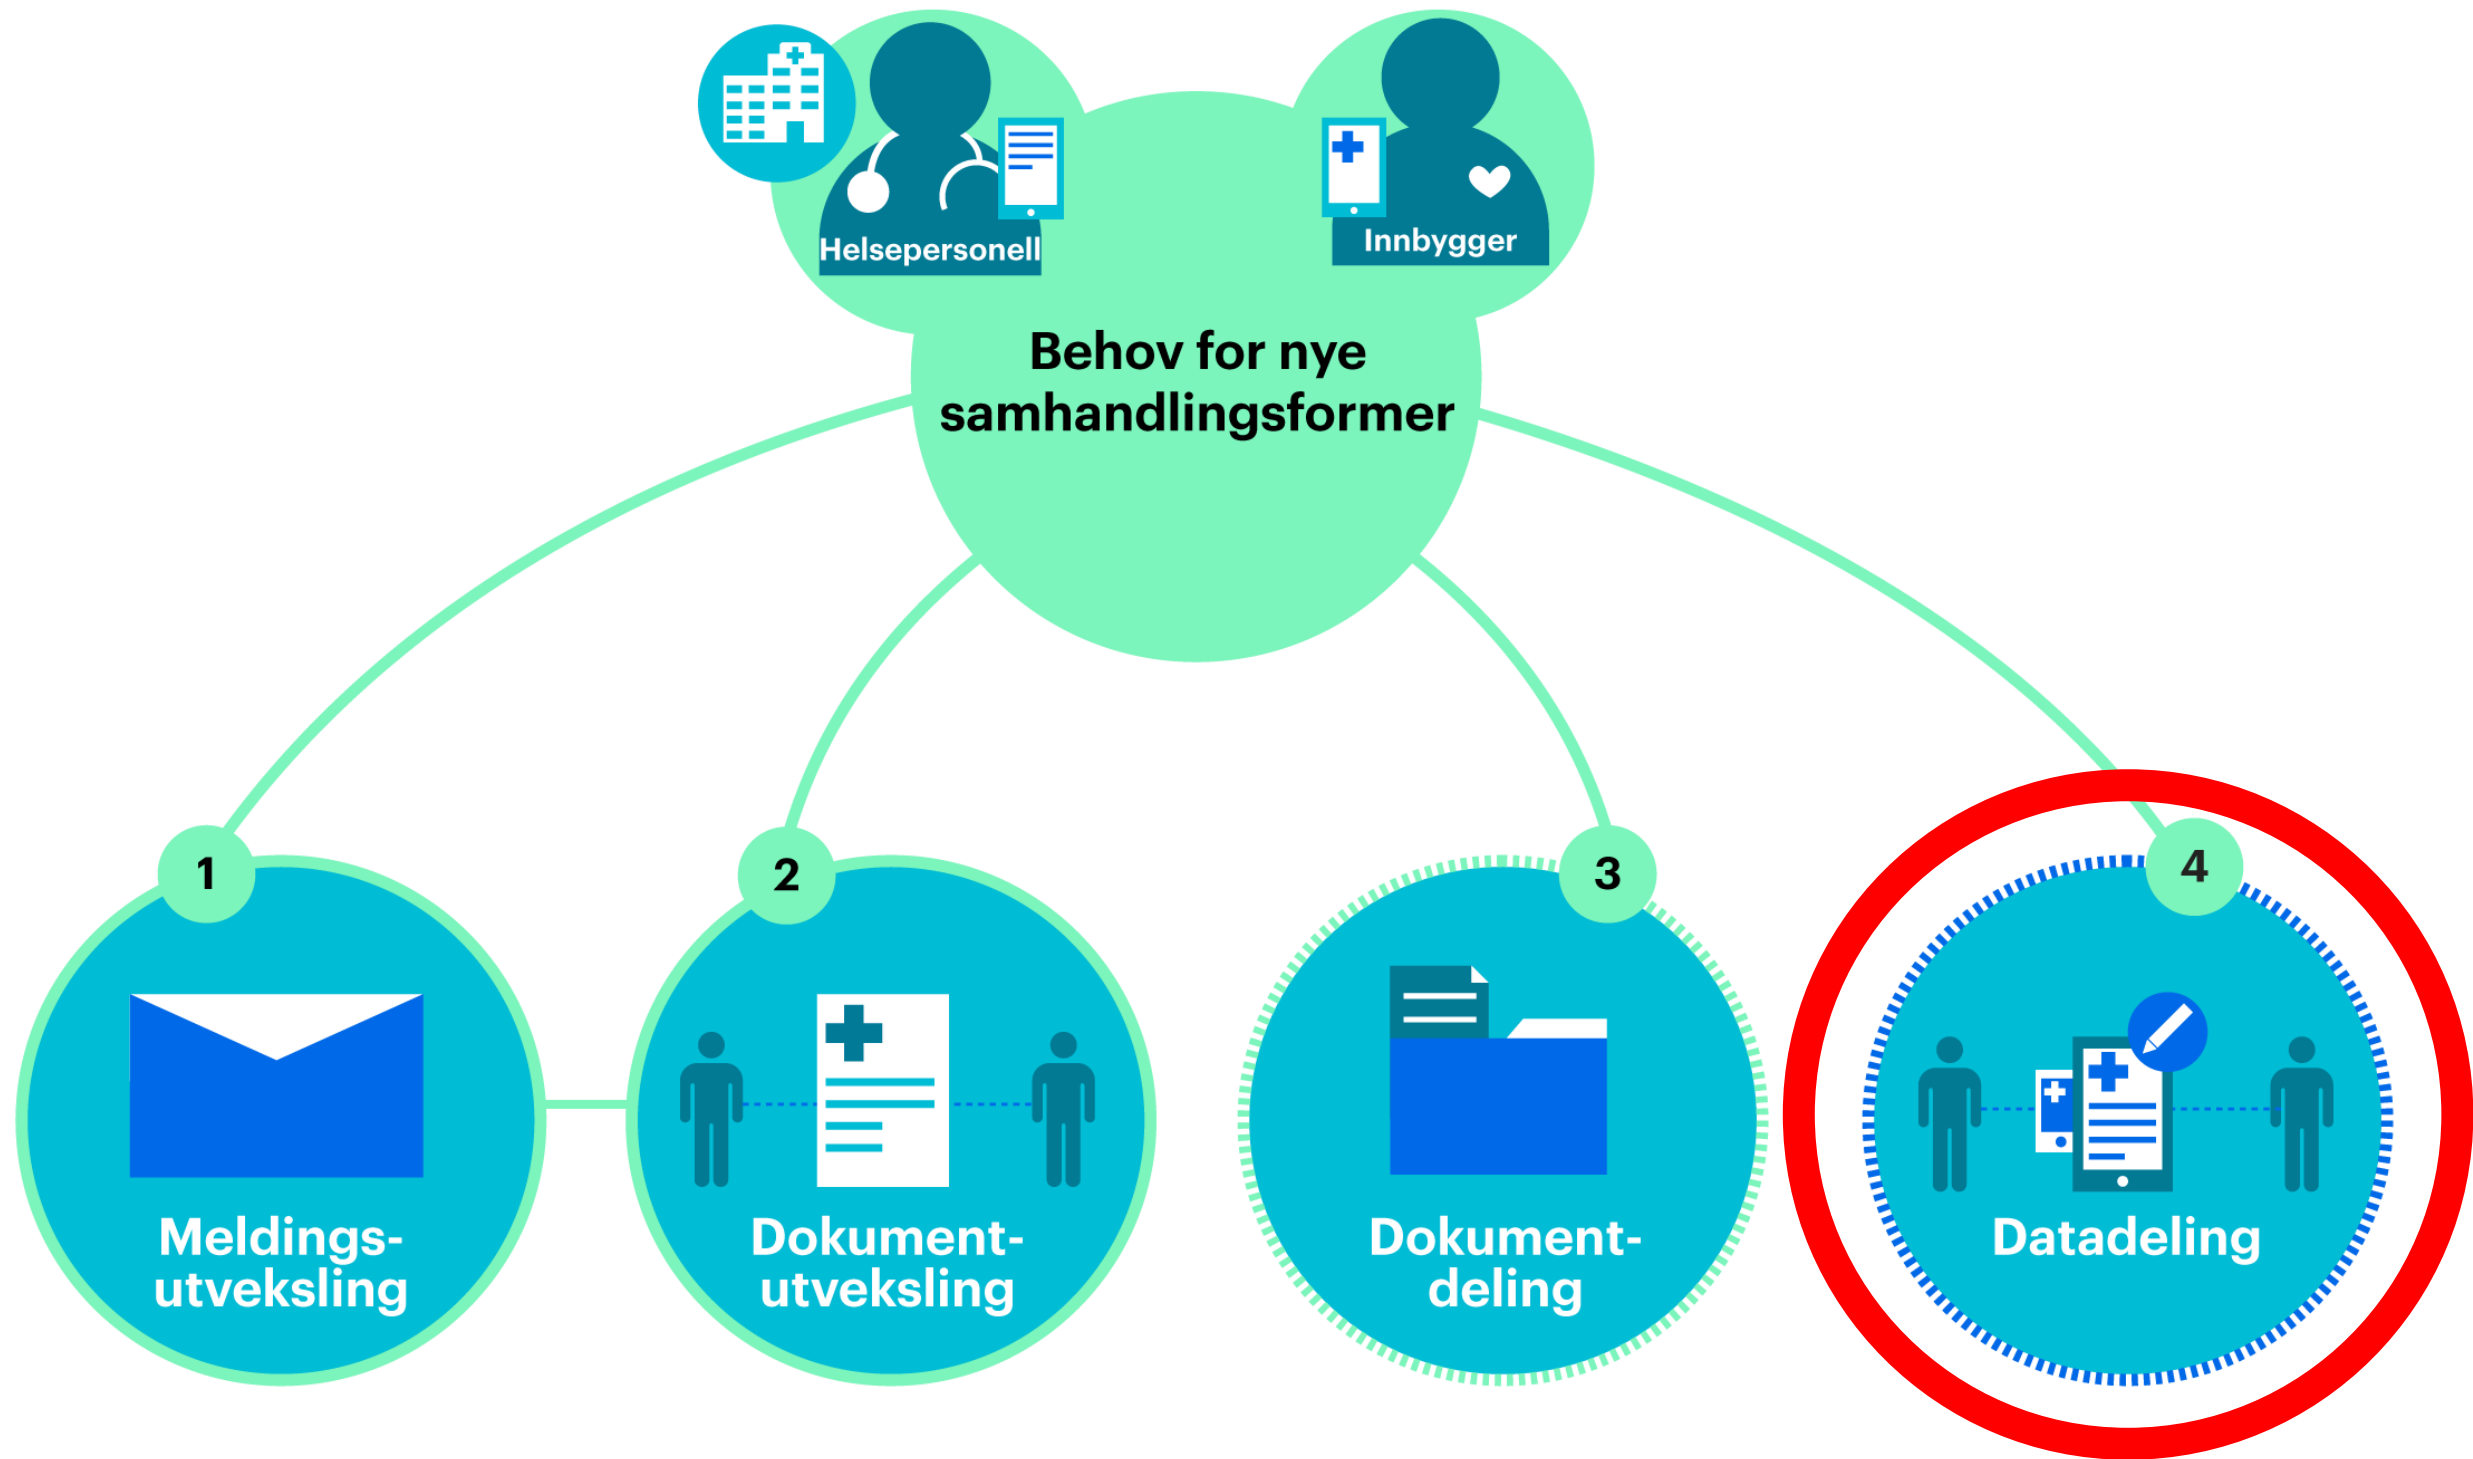 Helsepersonell
Innbygger
Behov for nye
samhandlingsformer
1
Meldings-
utveksling
2
Dokument-
utveksling
3
Dokument-
deling
4
Datadeling